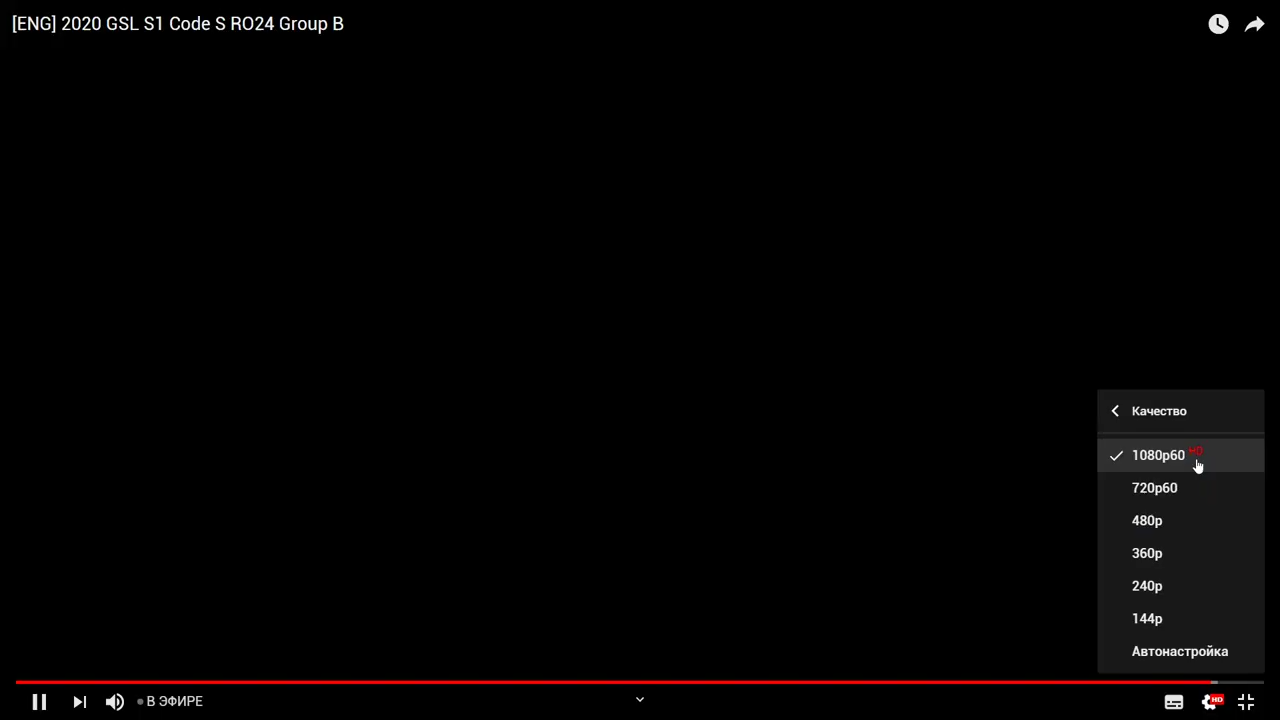 [ENG] 2020 GSL S1 Code S RO24 Group B
Качество
1080p60 HD
720p60
480p
360p
240p
144p
Автонастройка
В ЭФИРЕ
HD